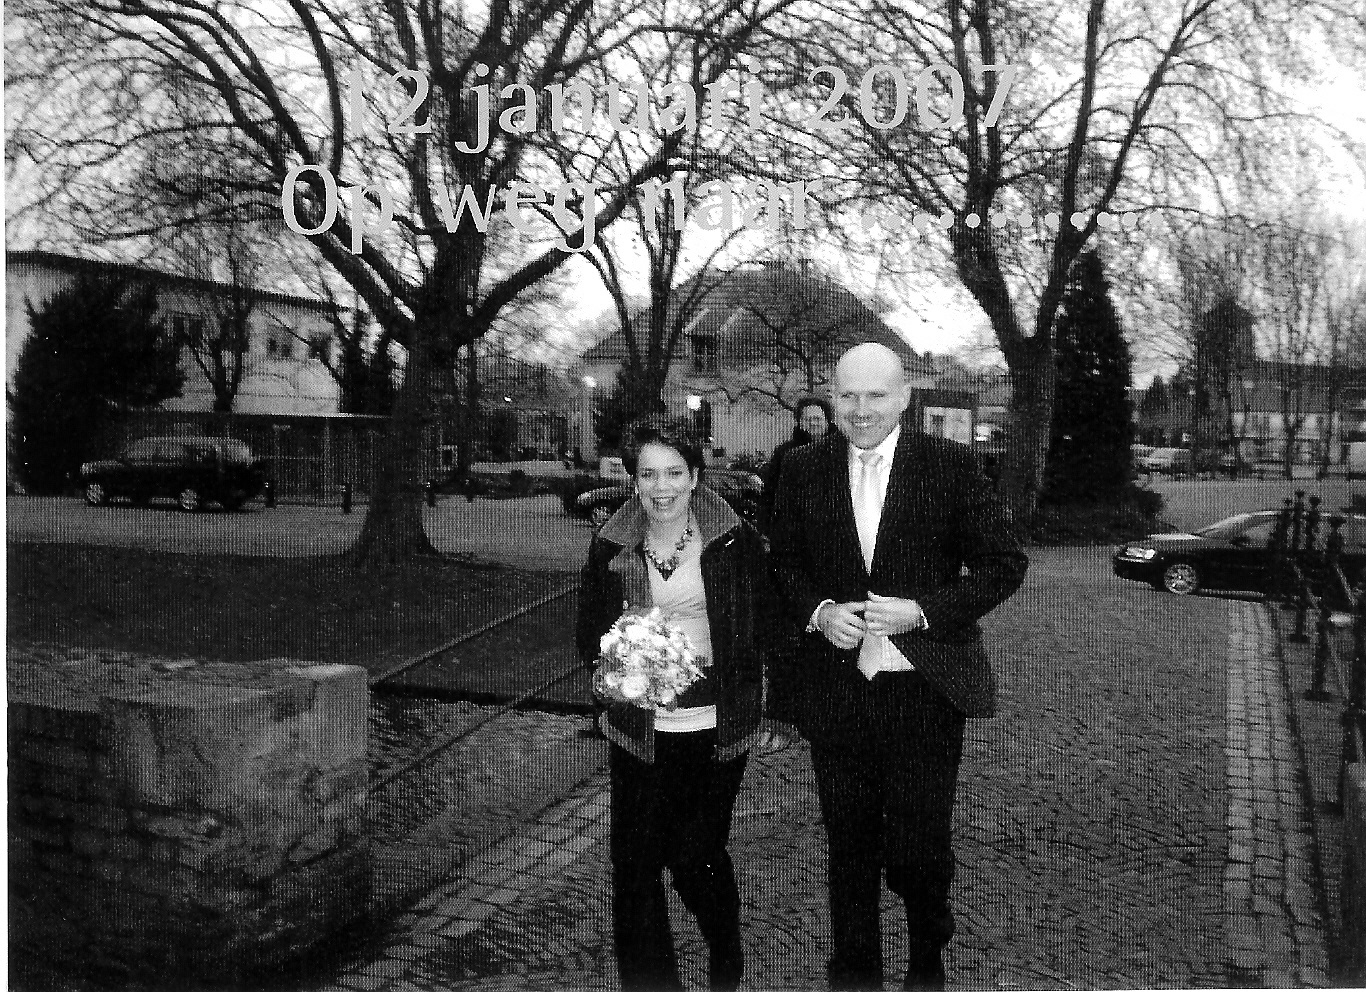 12 januari 2007
Op weg naar ............